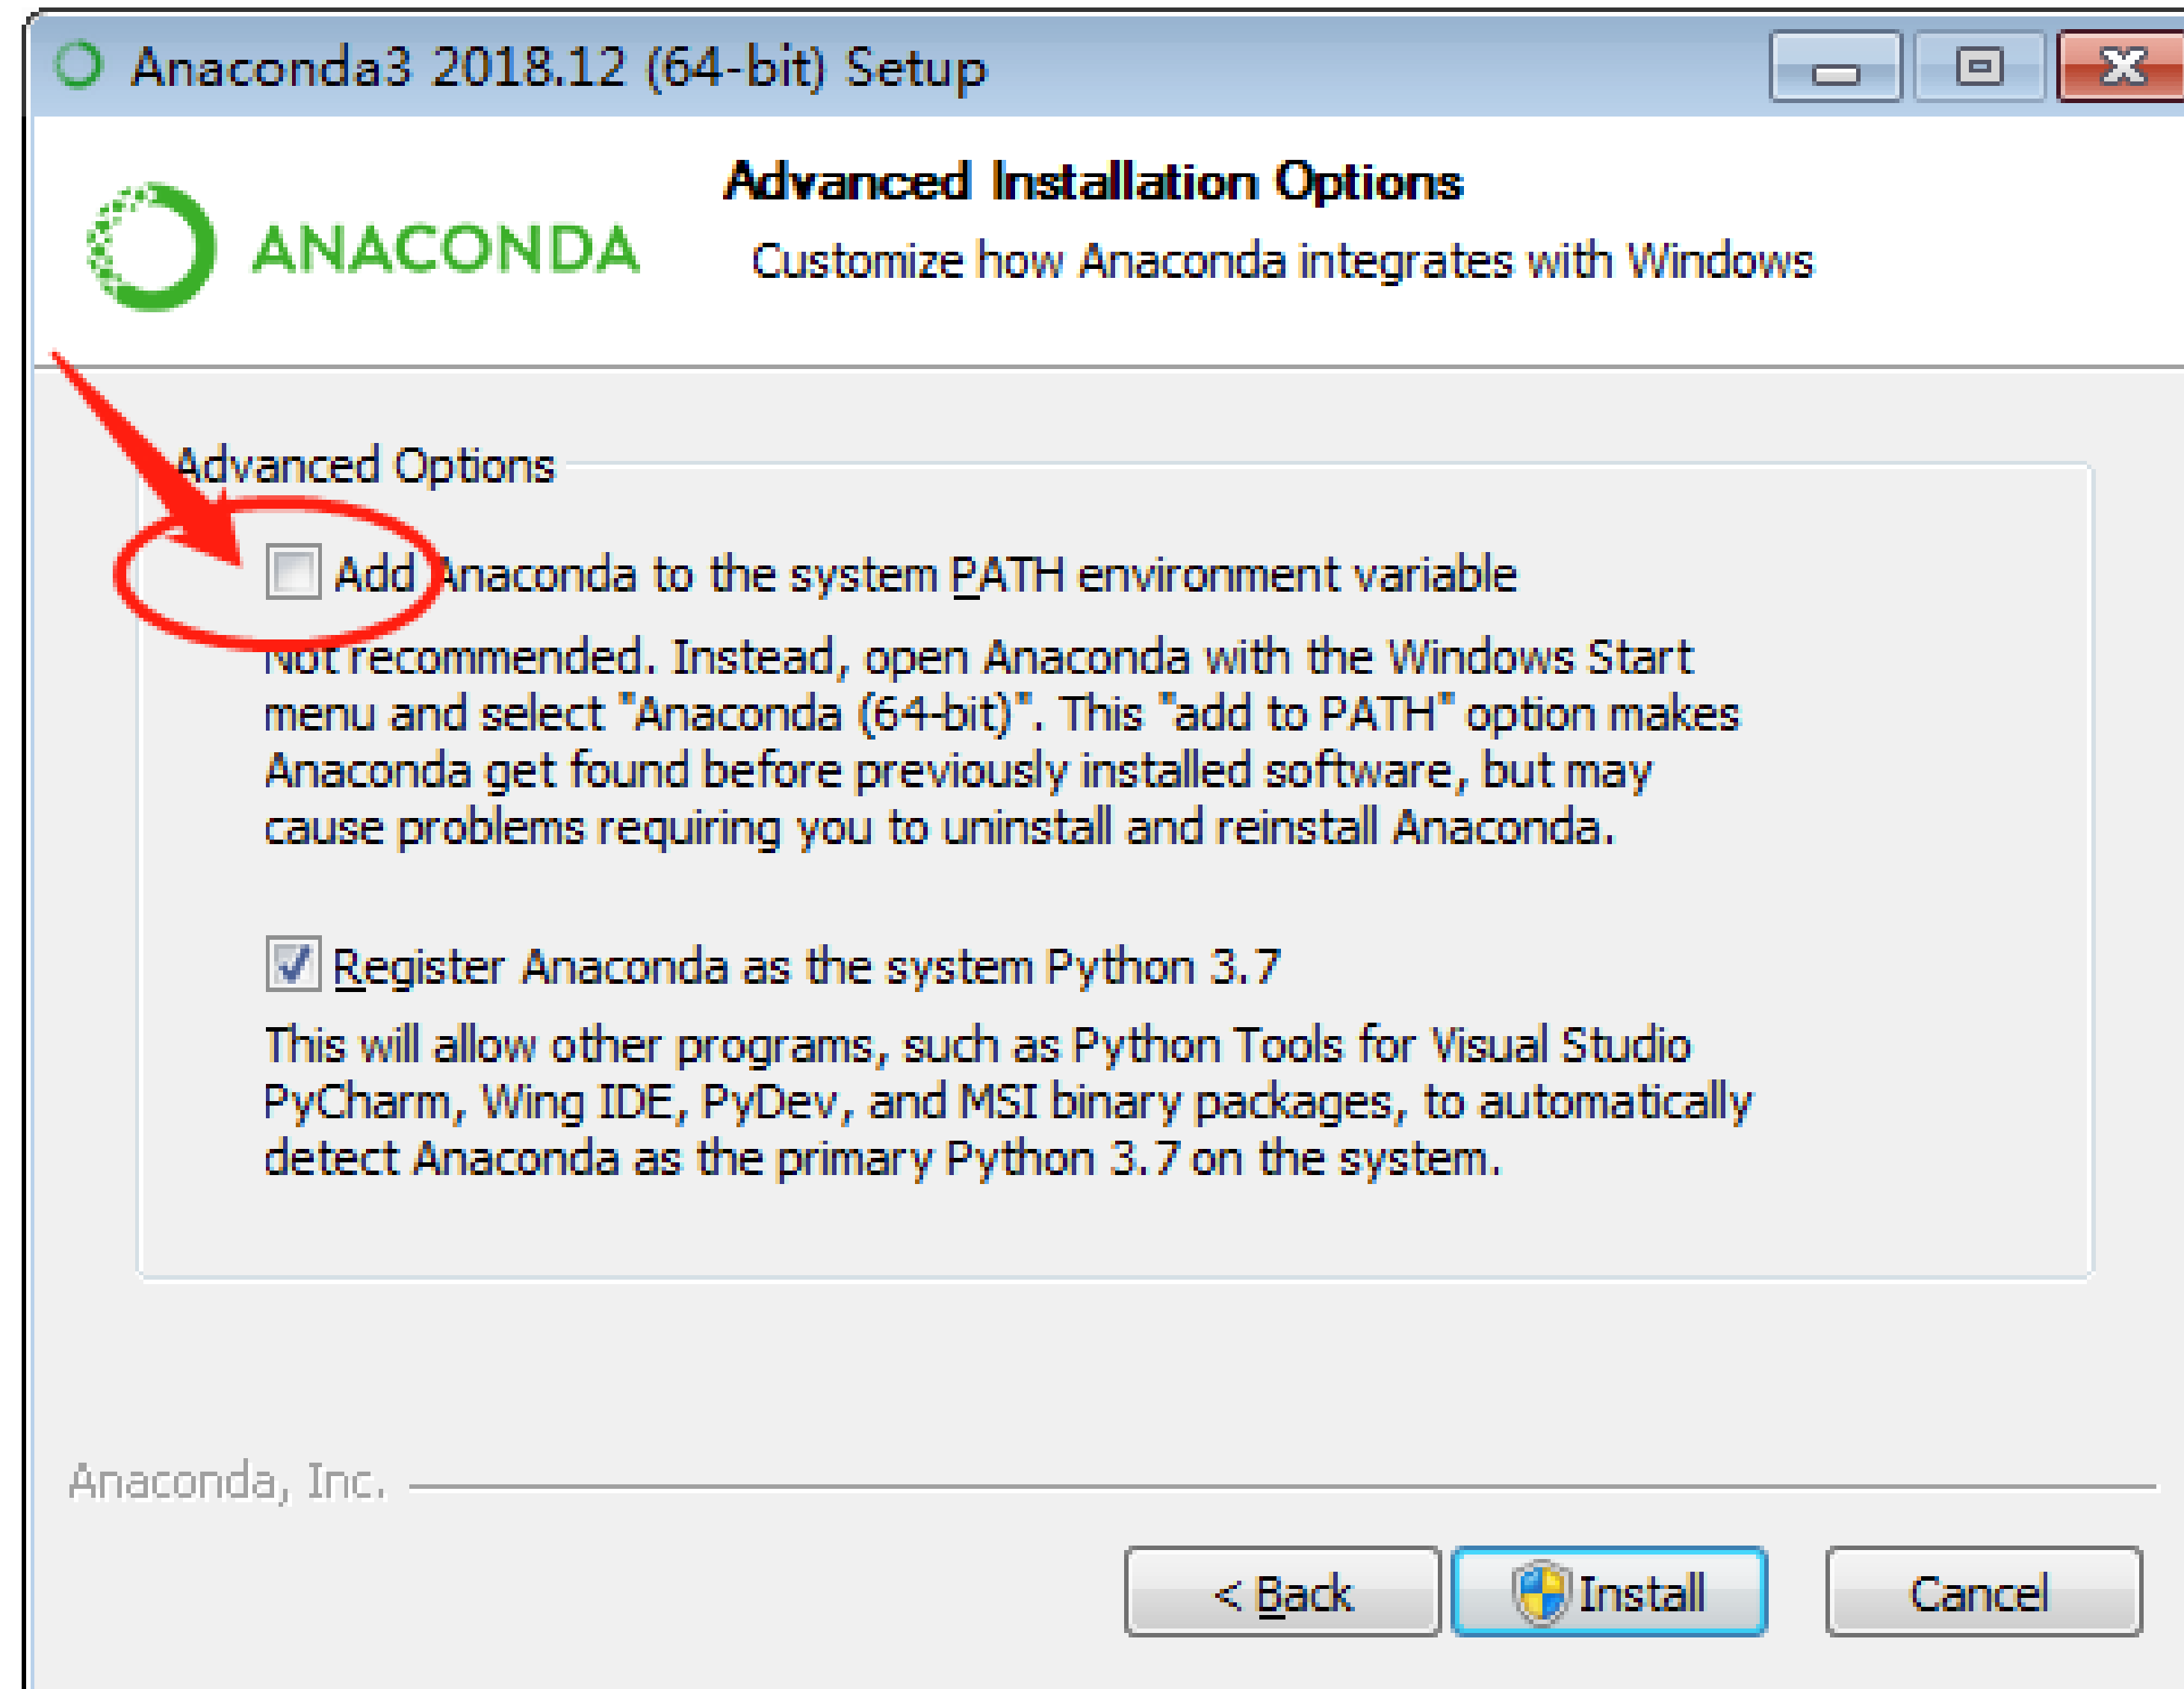 Anaconda3 2018.12 (64-bit) Setup
ANACONDA
Advanced Installation Options
Customize how Anaconda integrates with Windows
Advanced Options
Add Anaconda to the system PATH environment variable
Not recommended. Instead, open Anaconda with the Windows Start
menu and select "Anaconda (64-bit)". This "add to PATH" option makes
Anaconda get found before previously installed software, but may
cause problems requiring you to uninstall and reinstall Anaconda.
Register Anaconda as the system Python 3.7
This will allow other programs, such as Python Tools for Visual Studio
PyCharm, Wing IDE, PyDev, and MSI binary packages, to automatically
detect Anaconda as the primary Python 3.7 on the system.
Anaconda, Inc.
< Back
Install
Cancel